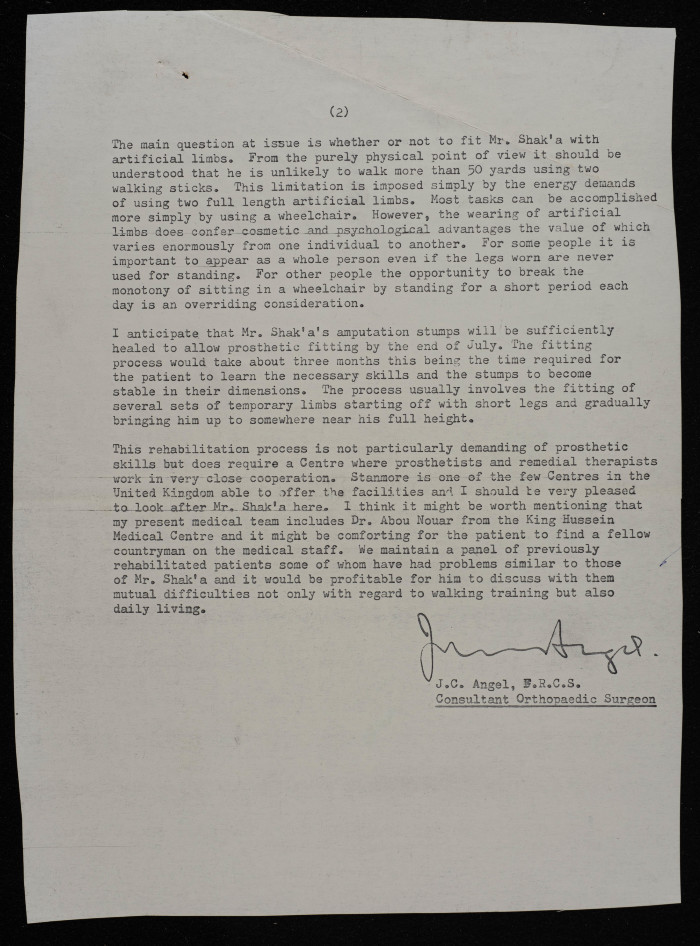 (2)
The main question at issue is whether or not to fit Mr. Shak'a with
artificial limbs. From the purely physical point of view it should be
understood that he is unlikely to walk more than 50 yards using two
walking sticks. This limitation is imposed simply by the energy demands
of using two full length artificial limbs. Most tasks can be accomplished
more simply by using a wheelchair. However, the wearing of artificial
limbs does confer cosmetic and psychological advantages the value of which
varies enormously from one individual to another. For some people it is
important to appear as a whole person even if the legs worn are never
used for standing. For other people the opportunity to break the
monotony of sitting in a wheelchair by standing for a short period each
day is an overriding consideration.
I anticipate that Mr. Shak'a's amputation stumps will be sufficiently
healed to allow prosthetic fitting by the end of July. The fitting
process would take about three months this being the time required for
the patient to learn the necessary skills and the stumps to become
stable in their dimensions. The process usually involves the fitting of
several sets of temporary limbs starting off with short legs and gradually
bringing him up to somewhere near his full height.
This rehabilitation process is not particularly demanding of prosthetic
skills but does require a Centre where prosthetists and remedial therapists
work in very close cooperation. Stanmore is one of the few Centres in the
United Kingdom able to offer the facilities and I should be very pleased
to look after Mr. Shak'a here. I think it might be worth mentioning that
my present medical team includes Dr. Abou Nouar from the King Hussein
Medical Centre and it might be comforting for the patient to find a fellow
countryman on the medical staff. We maintain a panel of previously
rehabilitated patients some of whom have had problems similar to those
of Mr. Shak'a and it would be profitable for him to discuss with them
mutual difficulties not only with regard to walking training but also
daily living.
J.C. Angel, F.R.C.S.
Consultant Orthopaedic Surgeon